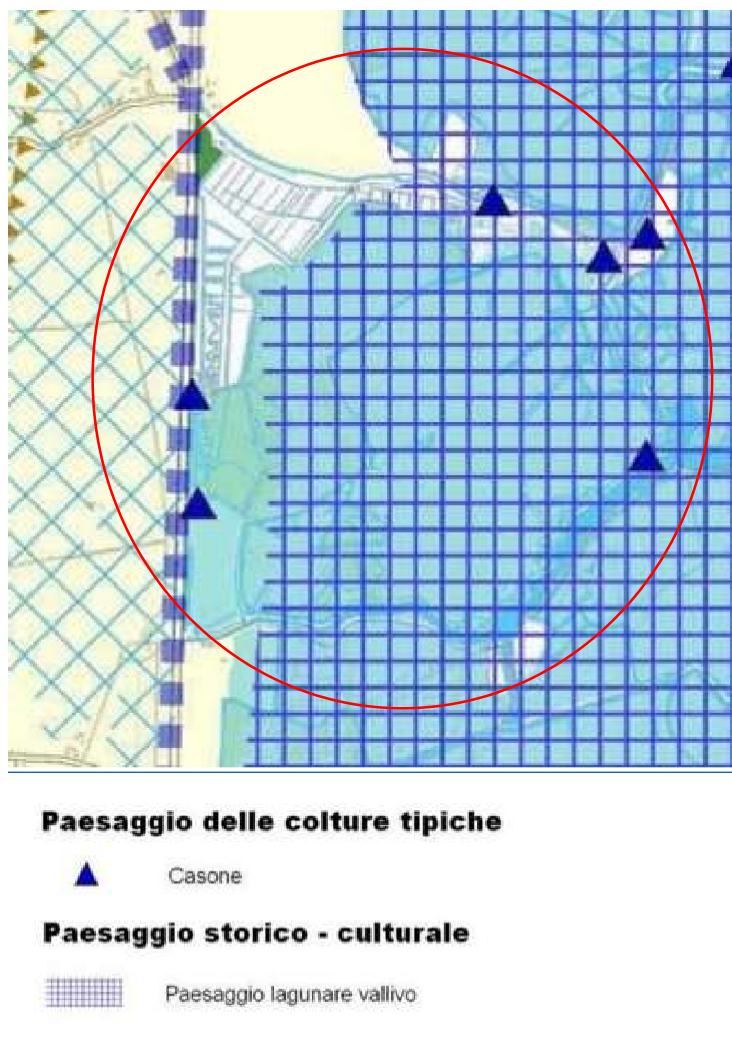 Paesaggio delle colture tipiche
Casone
Paesaggio storico - culturale
Paesaggio lagunare vallivo